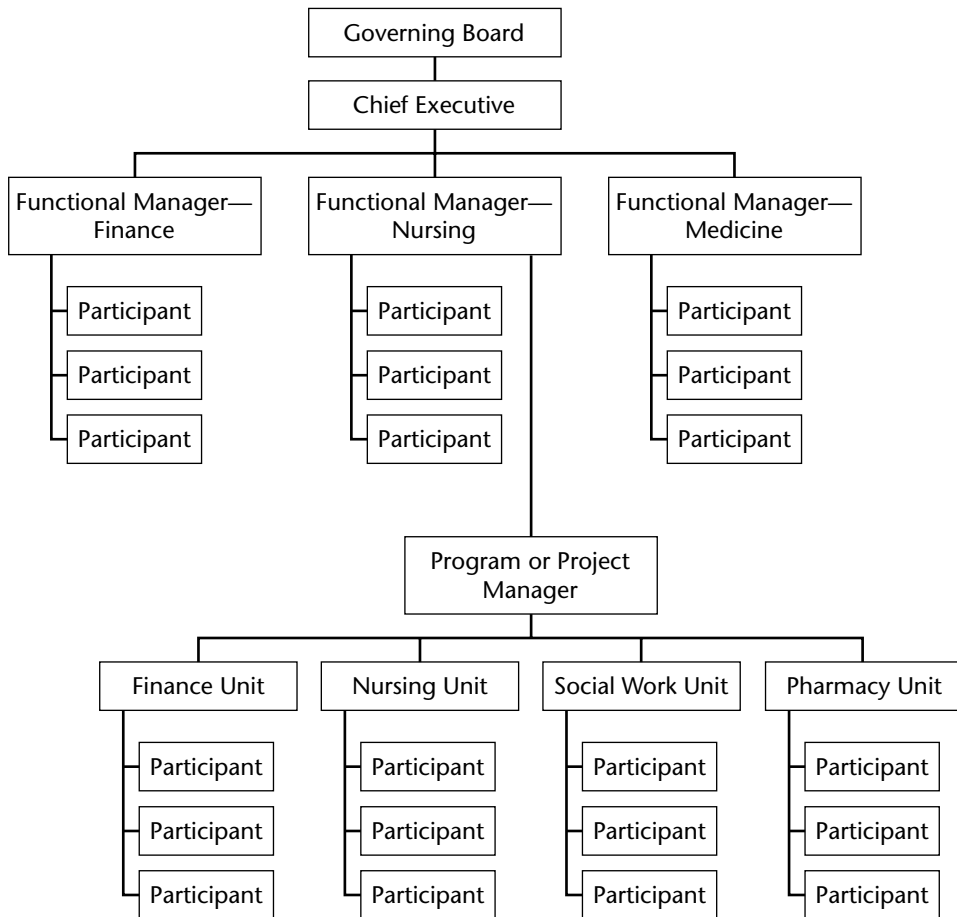 Governing Board
Chief Executive
Functional Manager—
Finance
Functional Manager—
Nursing
Functional Manager—
Medicine
Participant
Participant
Participant
Participant
Participant
Participant
Participant
Participant
Participant
Program or Project
Manager
Finance Unit
Nursing Unit
Social Work Unit
Pharmacy Unit
Participant
Participant
Participant
Participant
Participant
Participant
Participant
Participant
Participant
Participant
Participant
Participant